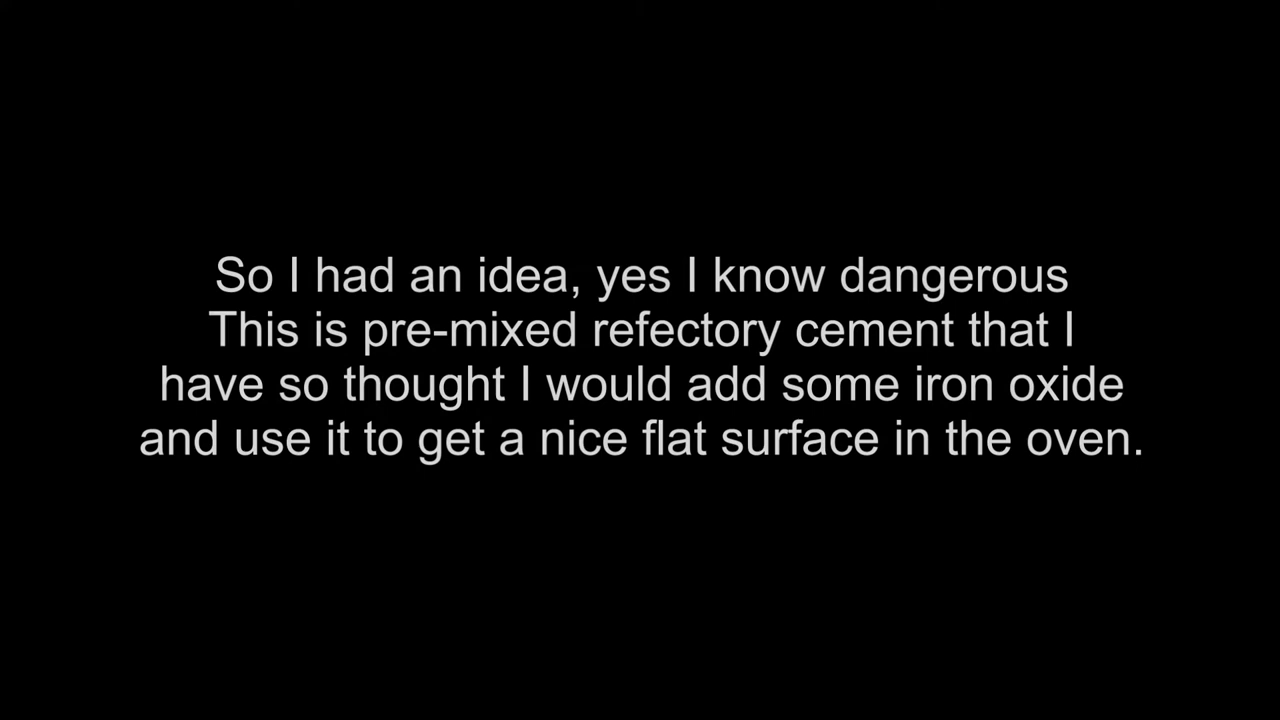 So I had an idea, yes I know dangerous
This is pre-mixed refectory cement that I
have so thought I would add some iron oxide
and use it to get a nice flat surface in the oven.